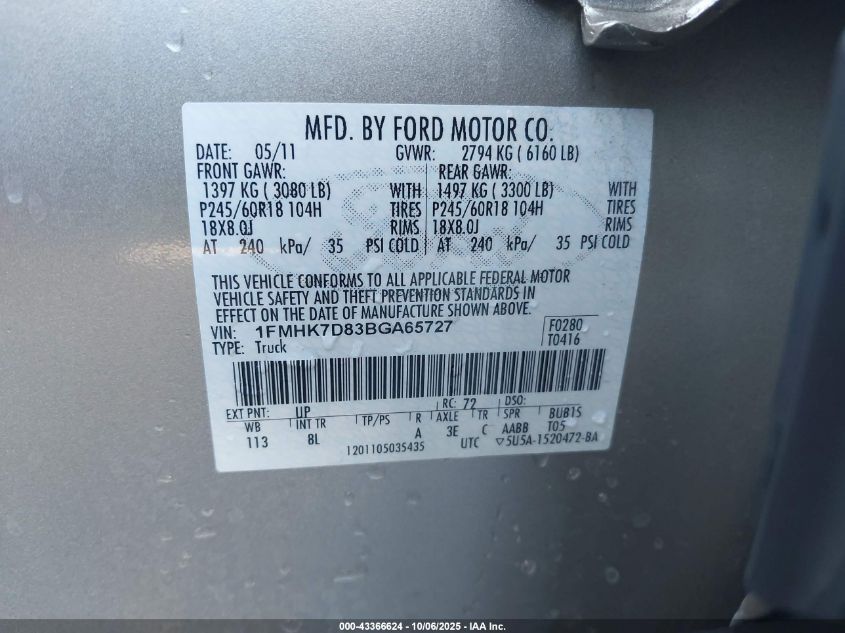 MFD. BY FORD MOTOR CO.
DATE: 05/11 GVWR: 2794 KG ( 6160 LB)
FRONT GAWR: REAR GAWR:
1397 KG ( 3080 LB) WITH 1497 KG ( 3300 LB) WITH
P245/60R18 104H TIRES P245/60R18 104H TIRES
18X8.0J RIMS 18X8.0J RIMS
AT 240 kPa/ 35 PSI COLD AT 240 kPa/ 35 PSI COLD
THIS VEHICLE CONFORMS TO ALL APPLICABLE FEDERAL MOTOR
VEHICLE SAFETY AND THEFT PREVENTION STANDARDS IN
EFFECT ON THE DATE OF MANUFACTURE SHOWN ABOVE.
VIN: 1FMHK7D83BGA65727 F0280
TYPE: Truck T0416
EXT PNT: UP RC: 72 DSO:
WB INT TR TP/PS R AXLE TR SPR BUB1S
113 8L A 3E C AABB T05
1201105035435 UTC ▽5U5A-1520472-BA
000-43366624 - 10/06/2025 - IAA Inc.